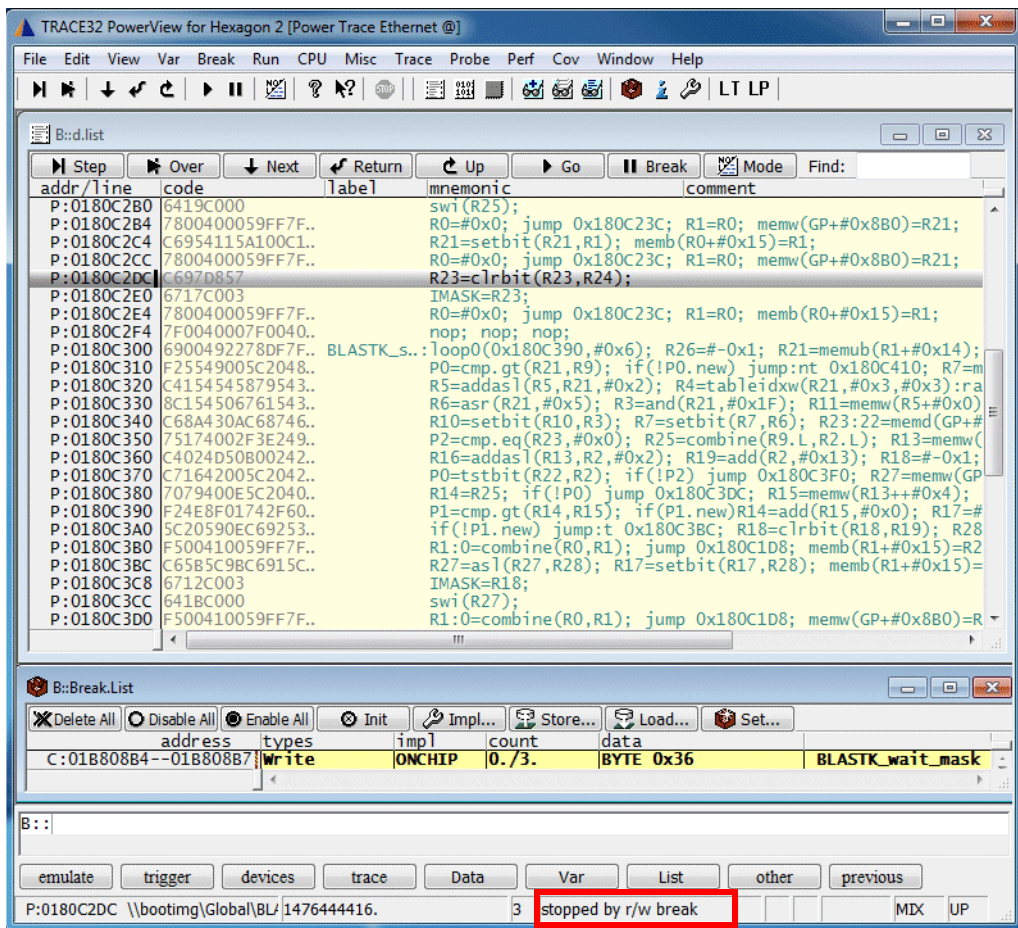 TRACE32 PowerView for Hexagon 2 [Power Trace Ethernet @]
File Edit View Var Break Run CPU Misc Trace Probe Perf Cov Window Help
LT LP
B::d.list
Step Over Next Return Up Go Break Mode Find:
addr/line code label mnemonic comment
P:0180C2B0 6419C000 swi(R25);
P:0180C2B4 7800400059FF7F.. R0=#0x0; jump 0x180C23C; R1=R0; memw(GP+#0x8B0)=R21;
P:0180C2C4 C6954115A100C1.. R21=setbit(R21,R1); memb(R0+#0x15)=R1;
P:0180C2CC 7800400059FF7F.. R0=#0x0; jump 0x180C23C; R1=R0; memw(GP+#0x8B0)=R21;
P:0180C2DC C697D857 R23=clrbit(R23,R24);
P:0180C2E0 6717C003 IMASK=R23;
P:0180C2E4 7800400059FF7F.. R0=#0x0; jump 0x180C23C; R1=R0; memb(R0+#0x15)=R1;
P:0180C2F4 7F0040007F0040.. nop; nop; nop;
P:0180C300 6900492278DF7F.. BLASTK_s..:loop0(0x180C390,#0x6); R26=#-0x1; R21=memub(R1+#0x14);
P:0180C310 F25549005C2048.. P0=cmp.gt(R21,R9); if(!P0.new) jump:nt 0x180C410; R7=m
P:0180C320 C4154545879543.. R5=addasl(R5,R21,#0x2); R4=tableidxw(R21,#0x3,#0x3):ra
P:0180C330 8C154506761543.. R6=asr(R21,#0x5); R3=and(R21,#0x1F); R11=memw(R5+#0x0)
P:0180C340 C68A430AC68746.. R10=setbit(R10,R3); R7=setbit(R7,R6); R23:22=memd(GP+#
P:0180C350 75174002F3E249.. P2=cmp.eq(R23,#0x0); R25=combine(R9.L,R2.L); R13=memw(
P:0180C360 C4024D50B00242.. R16=addasl(R13,R2,#0x2); R19=add(R2,#0x13); R18=#-0x1;
P:0180C370 C71642005C2042.. P0=tstbit(R22,R2); if(!P2) jump 0x180C3F0; R27=memw(GP
P:0180C380 7079400E5C2040.. R14=R25; if(!P0) jump 0x180C3DC; R15=memw(R13++#0x4);
P:0180C390 F24E8F01742F60.. P1=cmp.gt(R14,R15); if(P1.new)R14=add(R15,#0x0); R17=#
P:0180C3A0 5C20590EC69253.. if(!P1.new) jump:t 0x180C3BC; R18=clrbit(R18,R19); R28
P:0180C3B0 F500410059FF7F.. R1:0=combine(R0,R1); jump 0x180C1D8; memb(R1+#0x15)=R2
P:0180C3BC C65B5C9BC6915C.. R27=asl(R27,R28); R17=setbit(R17,R28); memb(R1+#0x15)=
P:0180C3C8 6712C003 IMASK=R18;
P:0180C3CC 641BC000 swi(R27);
P:0180C3D0 F500410059FF7F.. R1:0=combine(R0,R1); jump 0x180C1D8; memw(GP+#0x8B0)=R
B::Break.List
Delete All Disable All Enable All Init Impl... Store... Load... Set...
address types impl count data
C:01B808B4--01B808B7 Write ONCHIP 0./3. BYTE 0x36 BLASTK_wait_mask
B::
emulate trigger devices trace Data Var List other previous
P:0180C2DC \\bootimg\Global\BL 1476444416. 3 stopped by r/w break MIX UP